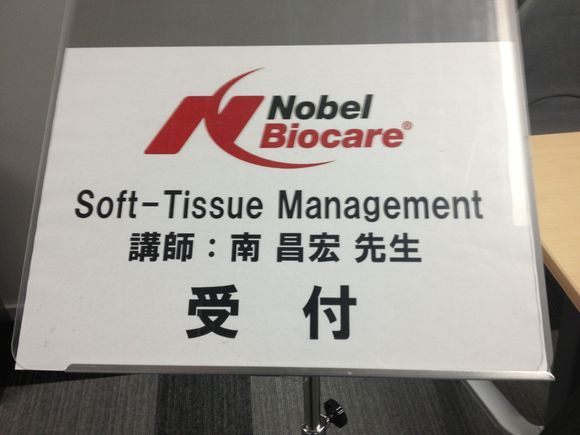 Nobel
Biocare®
Soft-Tissue Management
講師：南 昌宏 先生
受 付